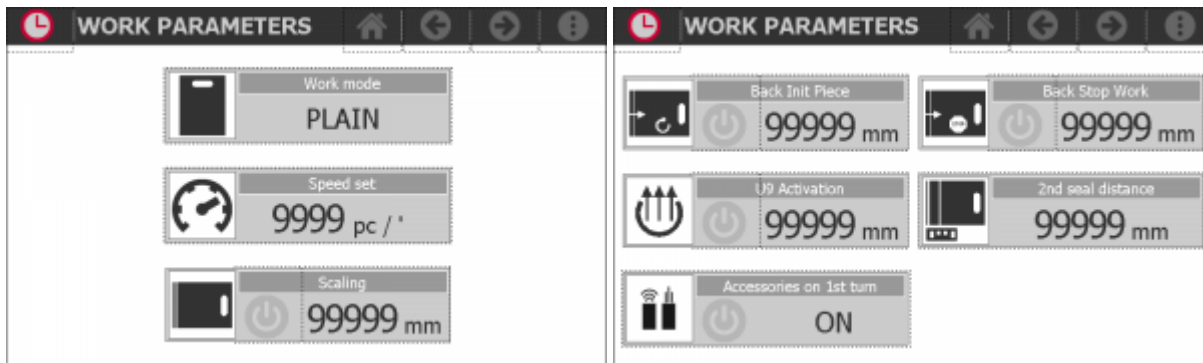 WORK PARAMETERS
Work mode
PLAIN
Speed set
9999 pc / '
Scaling
99999 mm
WORK PARAMETERS
Back Init Piece
99999 mm
Back Stop Work
99999 mm
U9 Activation
99999 mm
2nd seal distance
99999 mm
Accessories on 1st turn
ON